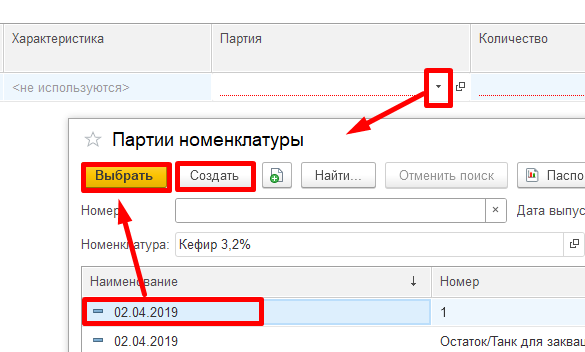 Характеристика Партия Количество
<не используются>
Партии номенклатуры
Выбрать Создать Найти... Отменить поиск Паспо
Номер: Дата выпус
Номенклатура: Кефир 3,2%
Наименование ↓ Номер
02.04.2019 1
02.04.2019 Остаток/Танк для заквац